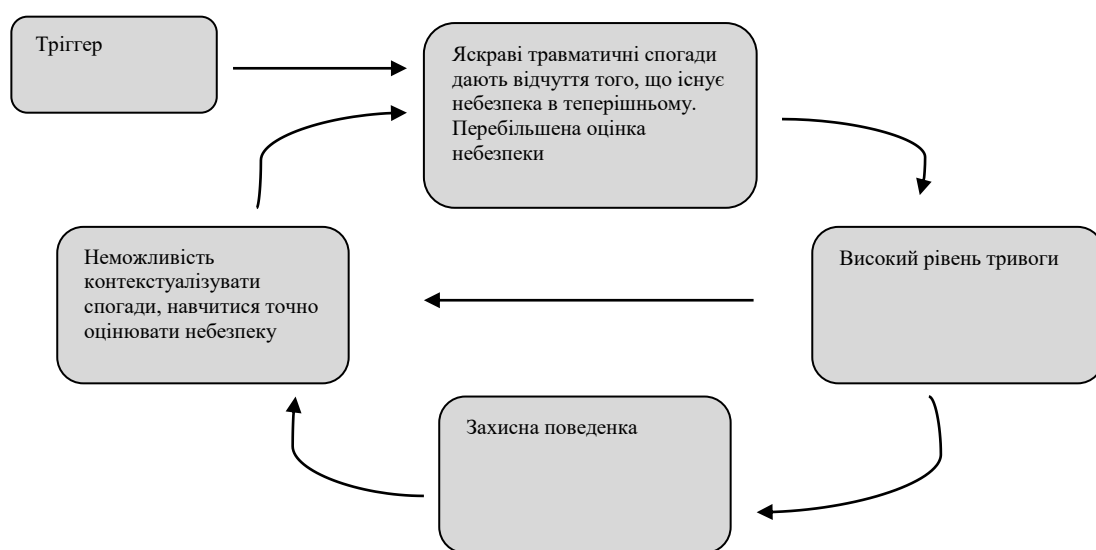 Тріггер
Яскраві травматичні спогади
дають відчуття того, що існує
небезпека в теперішньому.
Перебільшена оцінка
небезпеки
Високий рівень тривоги
Неможливість
контекстуалізувати
спогади, навчитися точно
оцінювати небезпеку
Захисна поведенка